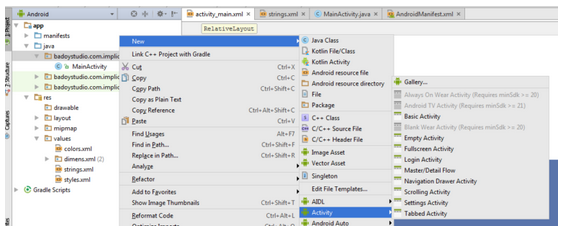 Android
activity_main.xml
strings.xml
MainActivity.java
AndroidManifest.xml
RelativeLayout
1: Project
app
manifests
java
badoystudio.com.implic
MainActivity
badoystudio.com.implic
badoystudio.com.implic
res
drawable
layout
mipmap
values
colors.xml
dimens.xml (2)
strings.xml
styles.xml
Gradle Scripts
Z: Structure
Captures
New
Link C++ Project with Gradle
Cut Ctrl+X
Copy Ctrl+C
Copy Path Ctrl+Shift+C
Copy as Plain Text
Copy Reference Ctrl+Alt+Shift+C
Paste Ctrl+V
Find Usages Alt+F7
Find in Path... Ctrl+Shift+F
Replace in Path... Ctrl+Shift+R
Analyze
Refactor
Add to Favorites
Show Image Thumbnails Ctrl+Shift+T
Reformat Code Ctrl+Alt+L
Java Class
Kotlin File/Class
Kotlin Activity
Android resource file
Android resource directory
File
Package
C++ Class
C/C++ Source File
C/C++ Header File
Image Asset
Vector Asset
Singleton
Edit File Templates...
AIDL
Activity
Android Auto
Gallery...
Always On Wear Activity (Requires minSdk >= 20)
Android TV Activity (Requires minSdk >= 21)
Basic Activity
Blank Wear Activity (Requires minSdk >= 20)
Empty Activity
Fullscreen Activity
Login Activity
Master/Detail Flow
Navigation Drawer Activity
Scrolling Activity
Settings Activity
Tabbed Activity